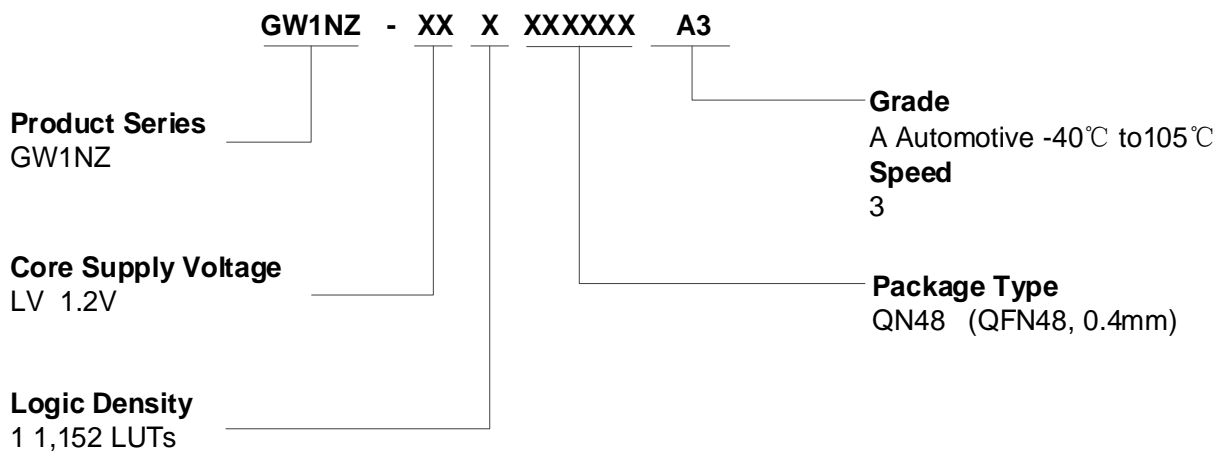 GW1NZ - XX X XXXXXX A3
Product Series
GW1NZ
Core Supply Voltage
LV 1.2V
Logic Density
1 1,152 LUTs
Grade
A Automotive -40℃ to105℃
Speed
3
Package Type
QN48 (QFN48, 0.4mm)